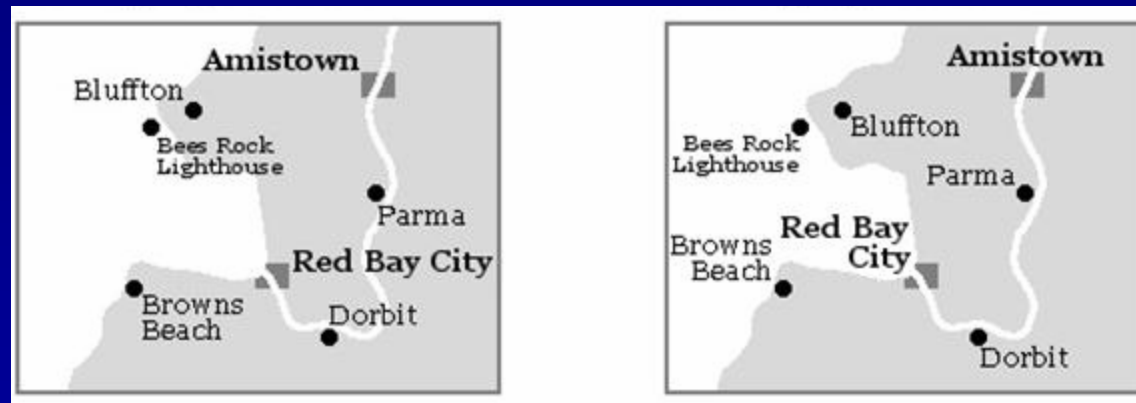 Amistown
Bluffton
Bees Rock
Lighthouse
Parma
Red Bay City
Browns
Beach
Dorbit
Amistown
Bluffton
Bees Rock
Lighthouse
Parma
Red Bay
City
Browns
Beach
Dorbit